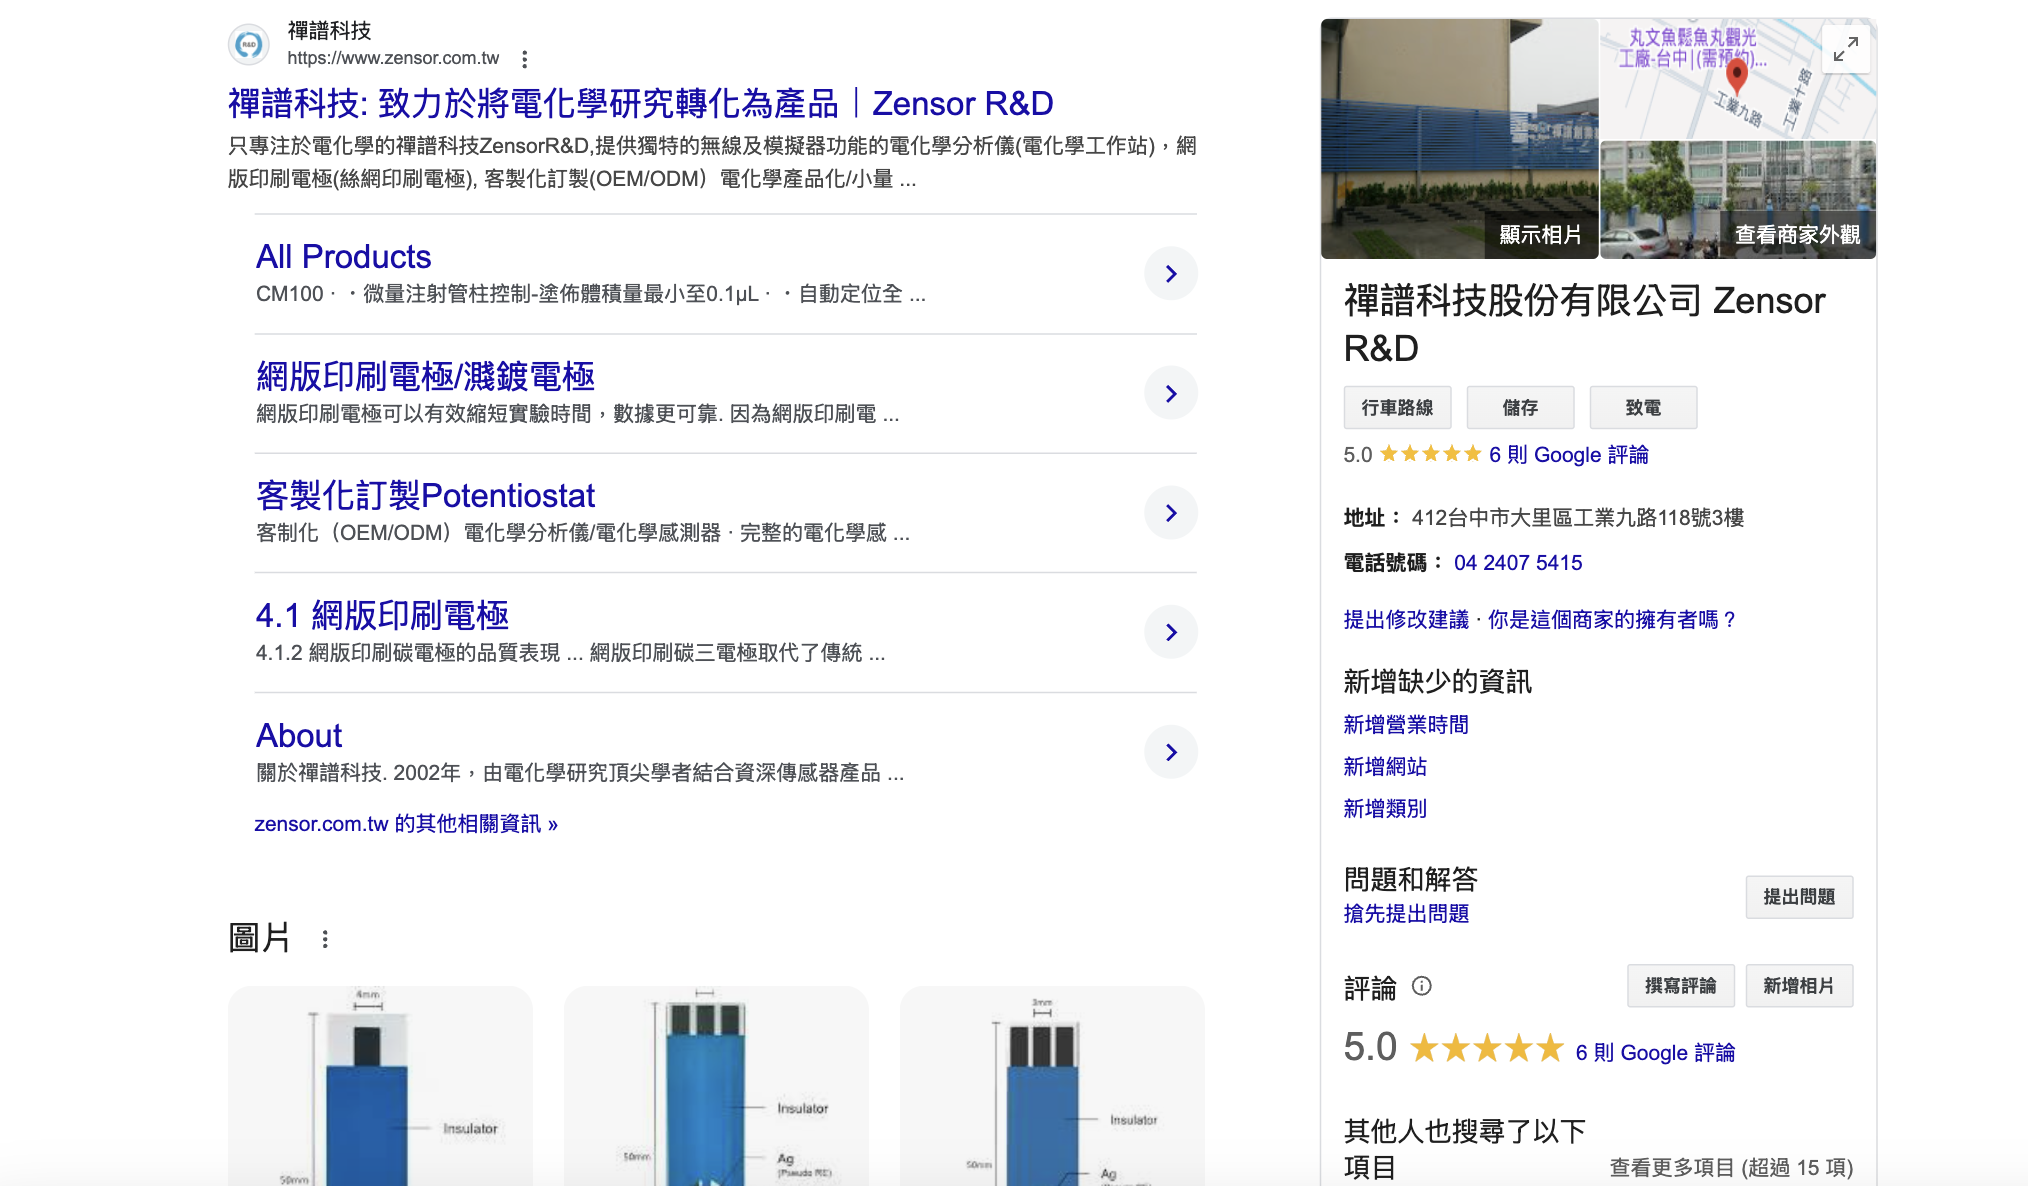 禪譜科技
https://www.zensor.com.tw
禪譜科技: 致力於將電化學研究轉化為產品｜Zensor R&D
只專注於電化學的禪譜科技ZensorR&D,提供獨特的無線及模擬器功能的電化學分析儀(電化學工作站)，網
版印刷電極(絲網印刷電極), 客製化訂製(OEM/ODM）電化學產品化/小量 ...
All Products
CM100 · ・微量注射管柱控制-塗佈體積量最小至0.1μL · ・自動定位全 ...
網版印刷電極/濺鍍電極
網版印刷電極可以有效縮短實驗時間，數據更可靠. 因為網版印刷電 ...
客製化訂製Potentiostat
客制化（OEM/ODM）電化學分析儀/電化學感測器 · 完整的電化學感 ...
4.1 網版印刷電極
4.1.2 網版印刷碳電極的品質表現 ... 網版印刷碳三電極取代了傳統 ...
About
關於禪譜科技. 2002年，由電化學研究頂尖學者結合資深傳感器產品 ...
zensor.com.tw 的其他相關資訊 »
圖片
4mm
Insulator
50mm
Insulator
50mm
Ag
(Pseudo RE)
3mm
Insulator
50mm
Ag
R&D
丸文魚鬆魚丸觀光
工廠-台中|(需預約)...
工業九路
工業十路
顯示相片
查看商家外觀
禪譜科技股份有限公司 Zensor
R&D
行車路線
儲存
致電
5.0 ★★★★★ 6 則 Google 評論
地址： 412台中市大里區工業九路118號3樓
電話號碼： 04 2407 5415
提出修改建議 · 你是這個商家的擁有者嗎？
新增缺少的資訊
新增營業時間
新增網站
新增類別
問題和解答
搶先提出問題
提出問題
評論
撰寫評論
新增相片
5.0 ★★★★★ 6 則 Google 評論
其他人也搜尋了以下
項目
查看更多項目 (超過 15 項)